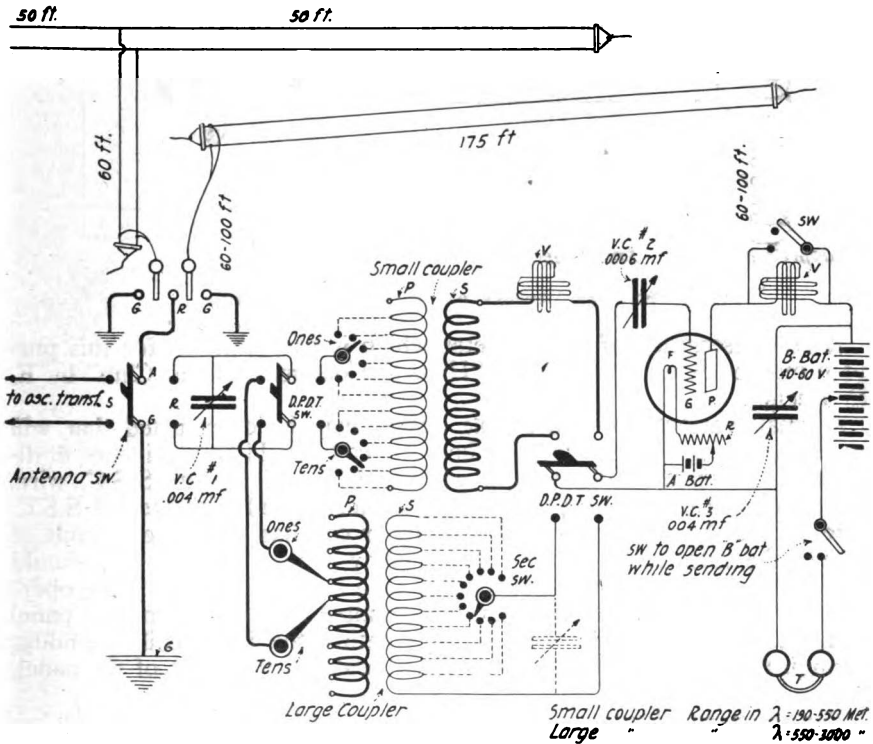 50 ft.
50 ft.
60 ft.
175 ft
60-100 ft
60-100 ft.
SW
V
V.C. #2
.0006 mf
Small coupler
P
S
V
G
R
G
Ones
F
G
P
B-Bat.
40-60 V
A
to osc. transf.
S
R
D.P.D.T.
SW.
R
G
V.C. #1
.004 mf
Tens
"A" Bat.
Antenna sw.
D.P.D.T. SW.
V.C. #3
.004 mf
P
S
Ones
Sec
SW.
SW to open "B" bat
while sending
G
Tens
T
Large Coupler
Small coupler Range in λ = 190-550 Met.
Large " " λ = 550-3000 "